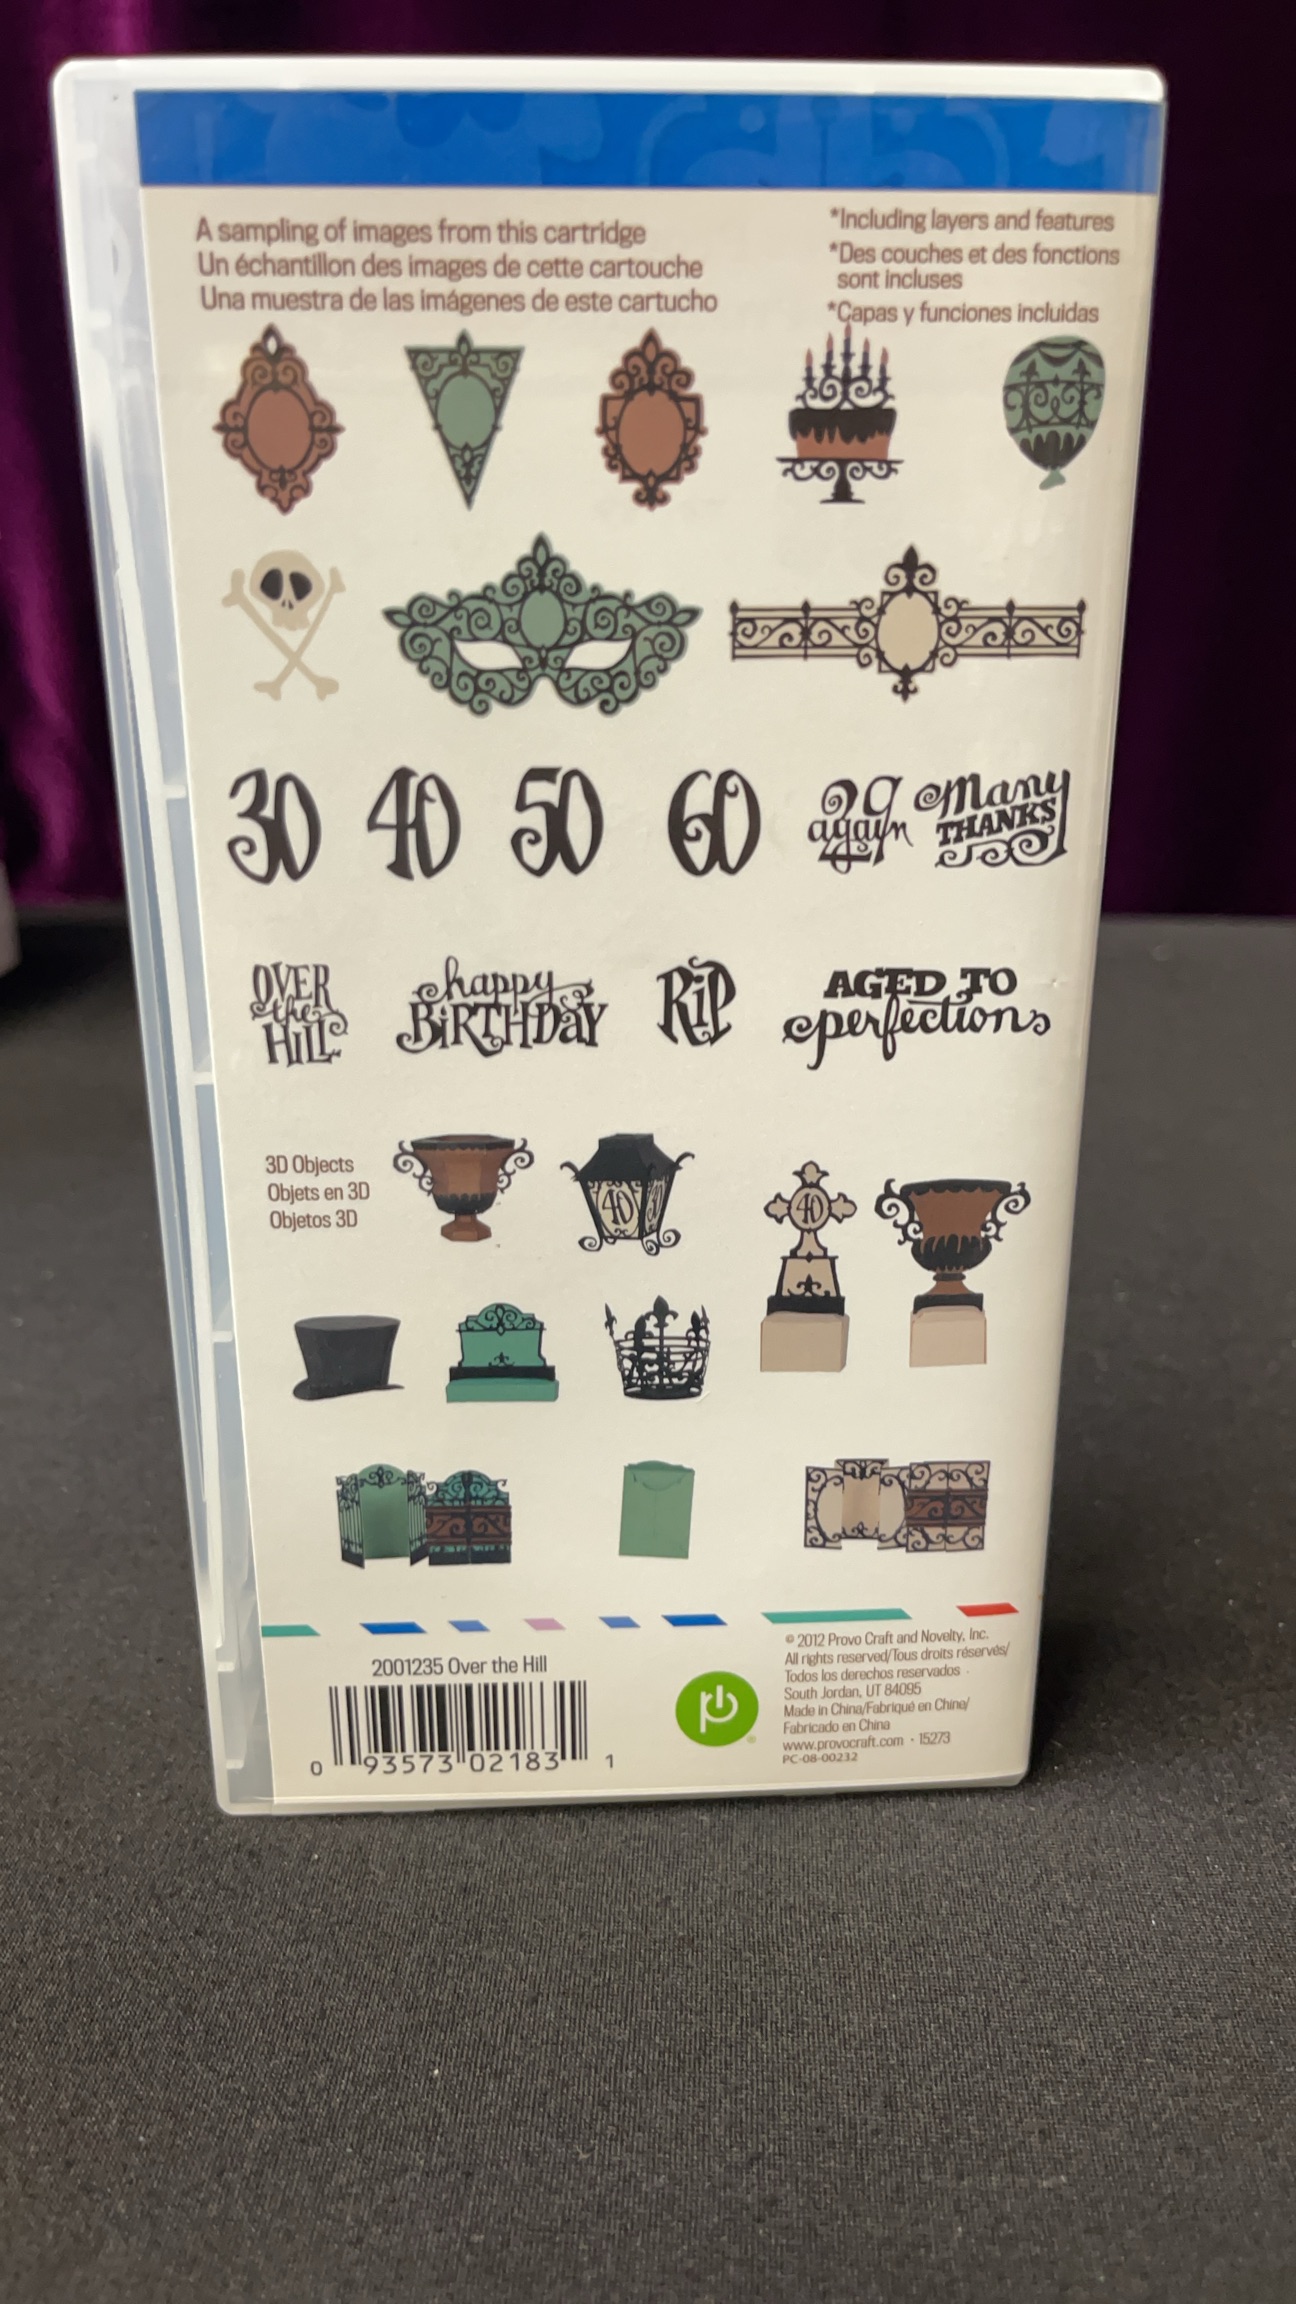 A sampling of images from this cartridge
Un échantillon des images de cette cartouche
Una muestra de las imágenes de este cartucho
*Including layers and features
*Des couches et des fonctions
sont incluses
*Capas y funciones incluidas
30 40 50 60
29
again
many
THANKS
OVER
the
HILL
happy
BiRTHDaY
RiP
AGED TO
perfection
3D Objects
Objets en 3D
Objetos 3D
40
40
2001235 Over the Hill
0 93573 02183 1
© 2012 Provo Craft and Novelty, Inc.
All rights reserved/Tous droits réservés/
Todos los derechos reservados
South Jordan, UT 84095
Made in China/Fabriqué en Chine/
Fabricado en China
www.provocraft.com · 15273
PC-08-00232